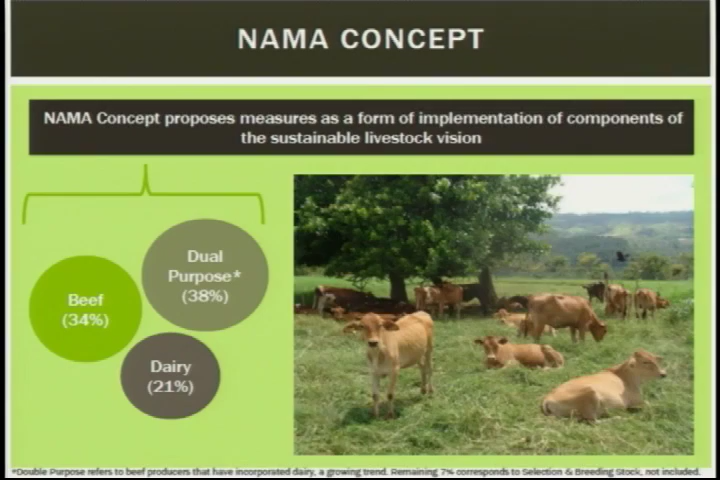 NAMA CONCEPT
NAMA Concept proposes measures as a form of implementation of components of
the sustainable livestock vision
Dual
Purpose*
(38%)
Beef
(34%)
Dairy
(21%)
*Double Purpose refers to beef producers that have incorporated dairy, a growing trend. Remaining 7% corresponds to Selection & Breeding Stock, not included.